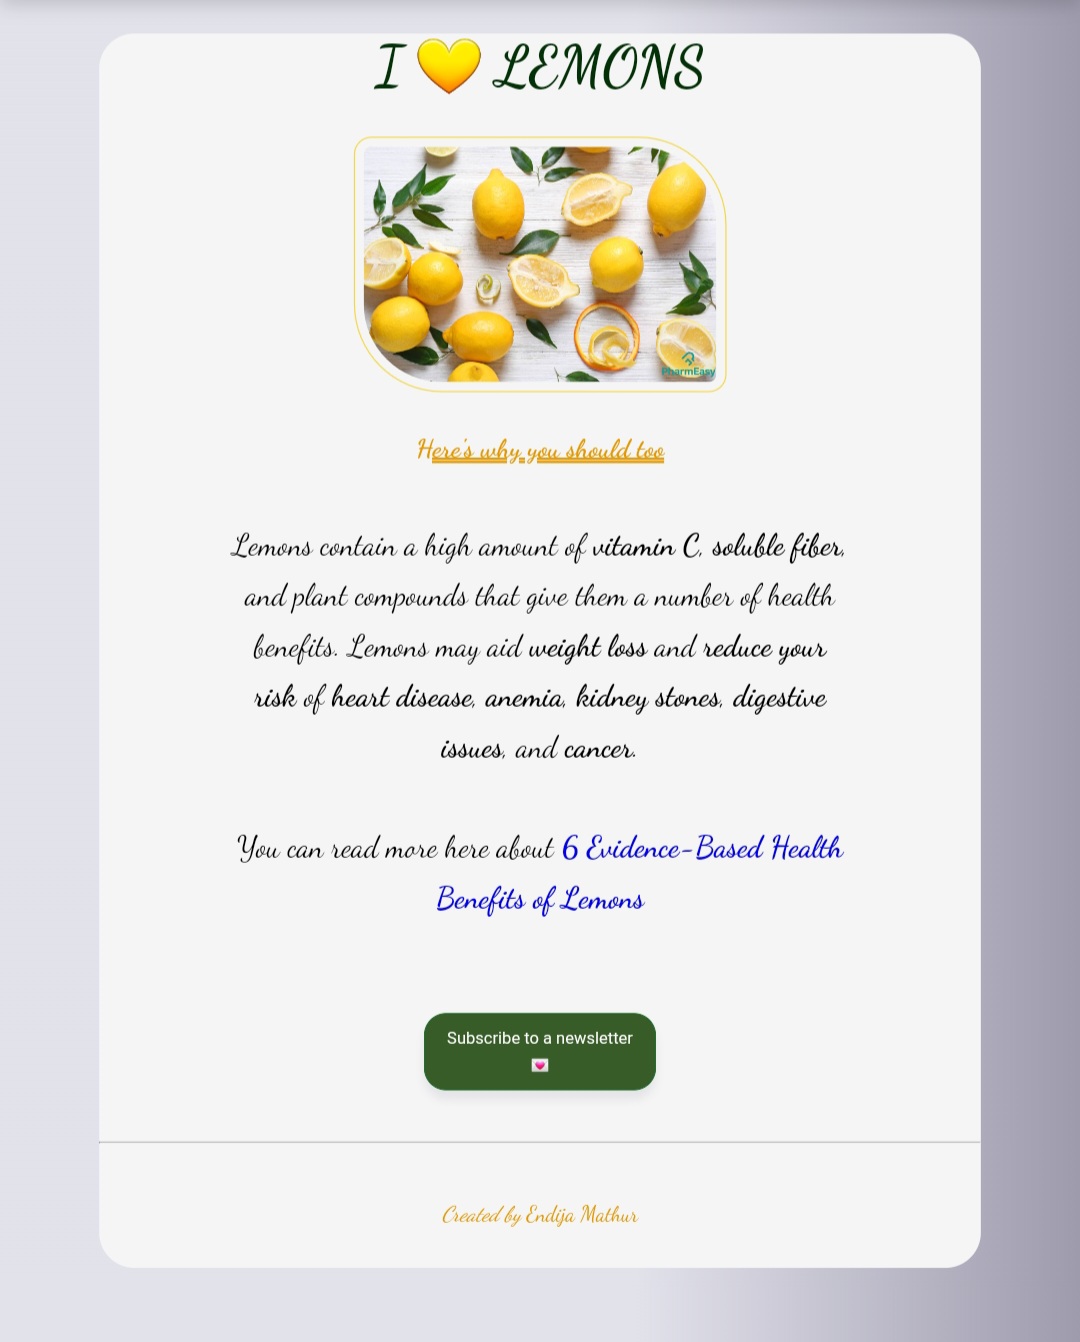 I 💛 LEMONS
PharmEasy
Here's why you should too
Lemons contain a high amount of vitamin C, soluble fiber,
and plant compounds that give them a number of health
benefits. Lemons may aid weight loss and reduce your
risk of heart disease, anemia, kidney stones, digestive
issues, and cancer.
You can read more here about 6 Evidence-Based Health
Benefits of Lemons
Subscribe to a newsletter
💌
Created by Endija Mathur